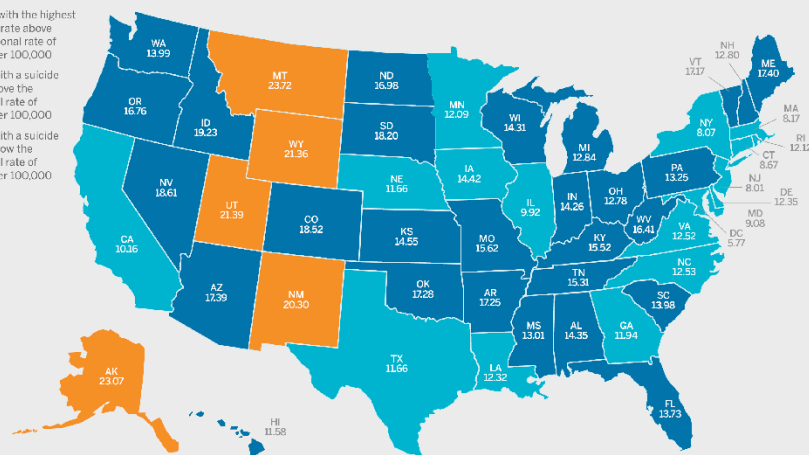 with the highest
rate above
onal rate of
er 100,000
ith a suicide
ove the
l rate of
er 100,000
with a suicide
ow the
l rate of
er 100,000
WA
13.99
OR
16.76
ID
19.23
MT
23.72
WY
21.36
NV
18.61
UT
21.39
CA
10.16
AZ
17.39
CO
18.52
NM
20.30
ND
16.98
SD
18.20
NE
11.66
KS
14.55
OK
17.28
TX
11.66
MN
12.09
IA
14.42
MO
15.62
AR
17.25
LA
12.32
WI
14.31
IL
9.92
MI
12.84
IN
14.26
OH
12.78
KY
15.52
TN
15.31
MS
13.01
AL
14.35
GA
11.94
FL
13.73
SC
13.98
NC
12.53
VA
12.52
WV
16.41
PA
13.25
NY
8.07
VT
17.17
NH
12.80
ME
17.40
MA
8.17
RI
12.12
CT
8.67
NJ
8.01
DE
12.35
MD
9.08
DC
5.77
AK
23.07
HI
11.58